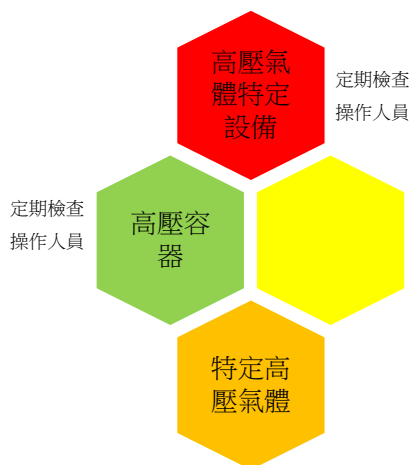 高壓氣
體特定
設備
定期檢查
操作人員
定期檢查
操作人員
高壓容
器
特定高
壓氣體